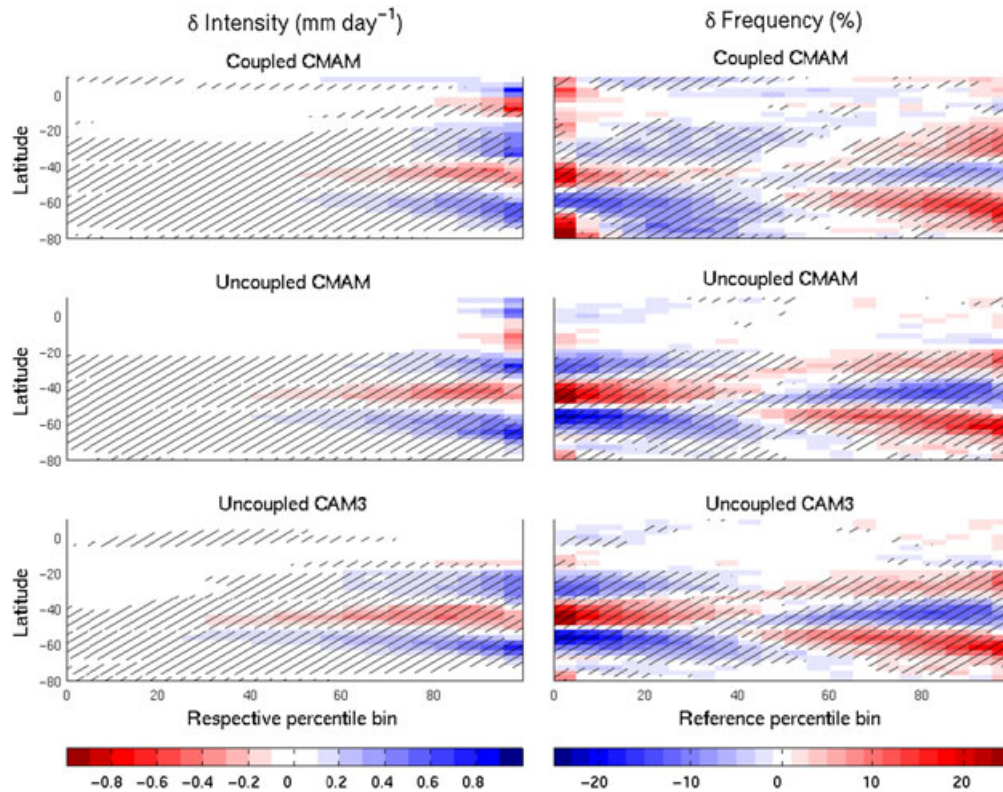 δ Intensity (mm day⁻¹)
δ Frequency (%)
Coupled CMAM
Coupled CMAM
Latitude
0
−20
−40
−60
−80
Uncoupled CMAM
Uncoupled CMAM
Latitude
0
−20
−40
−60
−80
Uncoupled CAM3
Uncoupled CAM3
Latitude
0
−20
−40
−60
−80
0 20 40 60 80
0 20 40 60 80
Respective percentile bin
Reference percentile bin
−0.8 −0.6 −0.4 −0.2 0 0.2 0.4 0.6 0.8
−20 −10 0 10 20